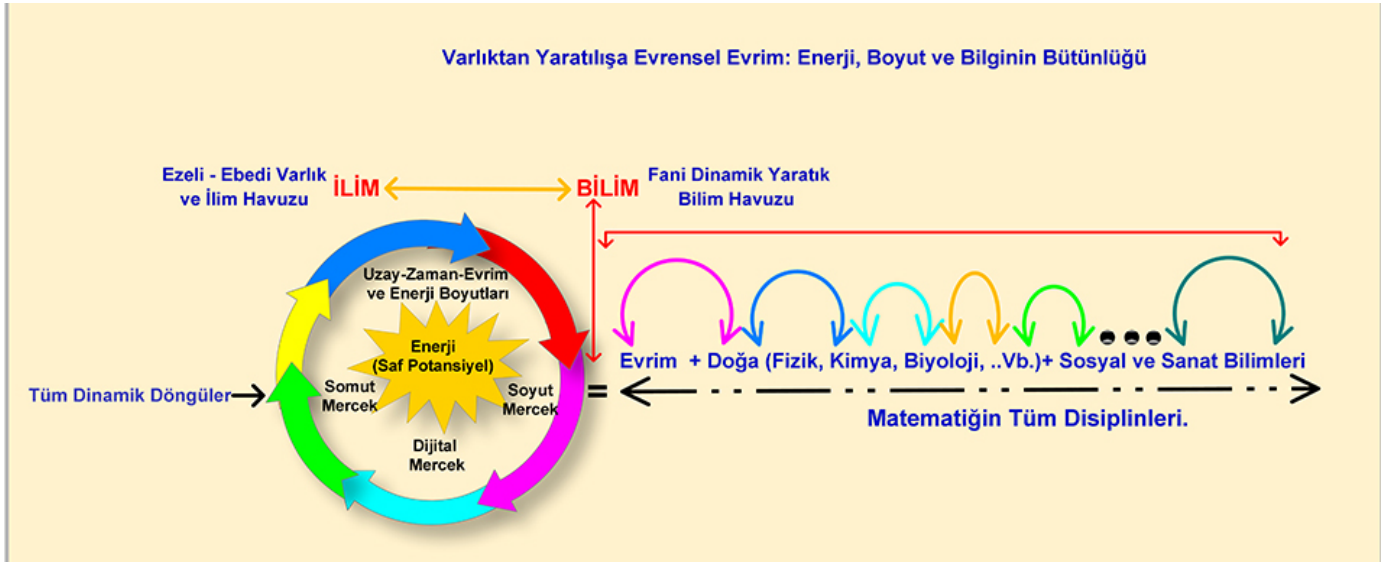 Varlıktan Yaratılışa Evrensel Evrim: Enerji, Boyut ve Bilginin Bütünlüğü
Ezeli - Ebedi Varlık
ve İlim Havuzu
İLİM
BİLİM
Fani Dinamik Yaratık
Bilim Havuzu
Uzay-Zaman-Evrim
ve Enerji Boyutları
Enerji
(Saf Potansiyel)
Somut
Mercek
Soyut
Mercek
Dijital
Mercek
Tüm Dinamik Döngüler
=
Evrim + Doğa (Fizik, Kimya, Biyoloji, ..Vb.)+ Sosyal ve Sanat Bilimleri
Matematiğin Tüm Disiplinleri.